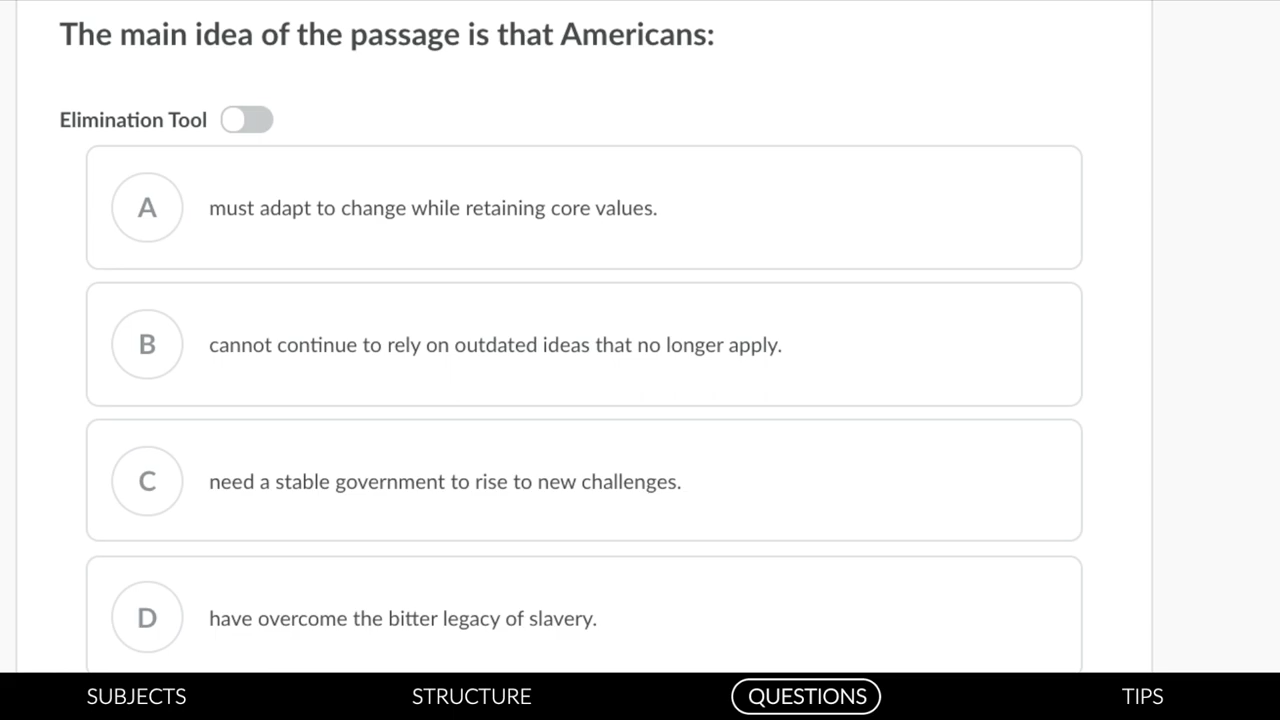 The main idea of the passage is that Americans:
Elimination Tool
A must adapt to change while retaining core values.
B cannot continue to rely on outdated ideas that no longer apply.
C need a stable government to rise to new challenges.
D have overcome the bitter legacy of slavery.
SUBJECTS STRUCTURE QUESTIONS TIPS